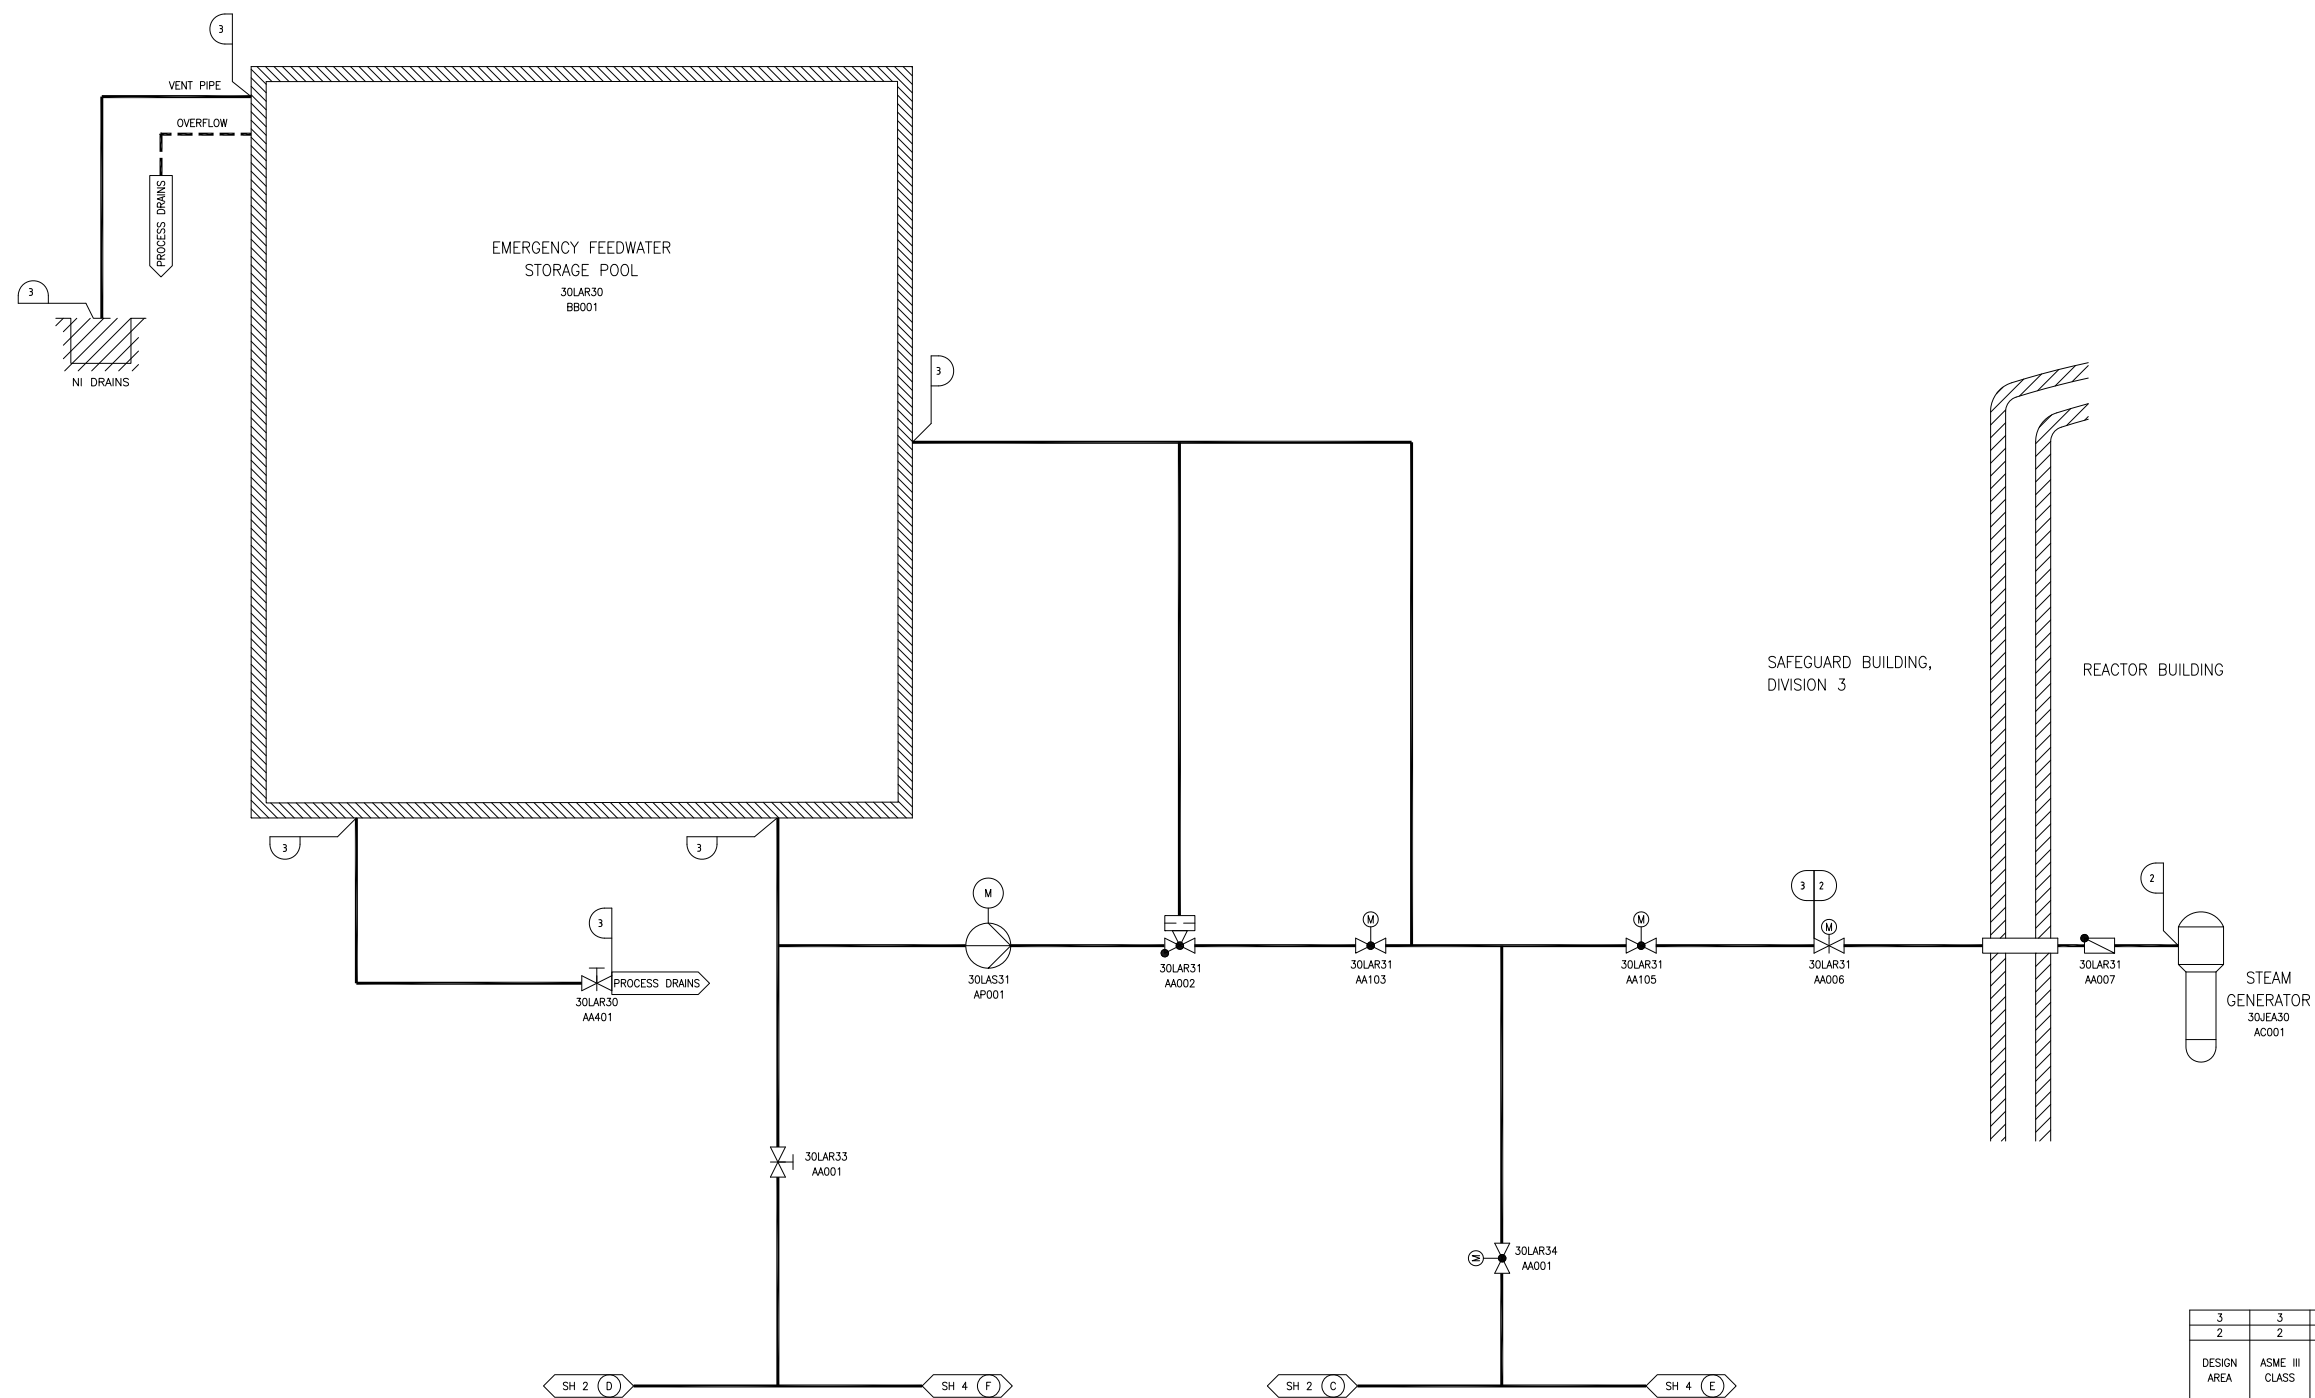 3
VENT PIPE
OVERFLOW
PROCESS DRAINS
3
NI DRAINS
EMERGENCY FEEDWATER
STORAGE POOL
30LAR30
BB001
3
SAFEGUARD BUILDING,
DIVISION 3
REACTOR BUILDING
3
3
3
PROCESS DRAINS
30LAR30
AA401
M
30LAS31
AP001
30LAR31
AA002
M
30LAR31
AA103
M
30LAR31
AA105
3 2
M
30LAR31
AA006
2
30LAR31
AA007
STEAM
GENERATOR
30JEA30
AC001
30LAR33
AA001
M
30LAR34
AA001
SH 2 D
SH 4 F
SH 2 C
SH 4 E
3 3
2 2
DESIGN
AREA
ASME III
CLASS